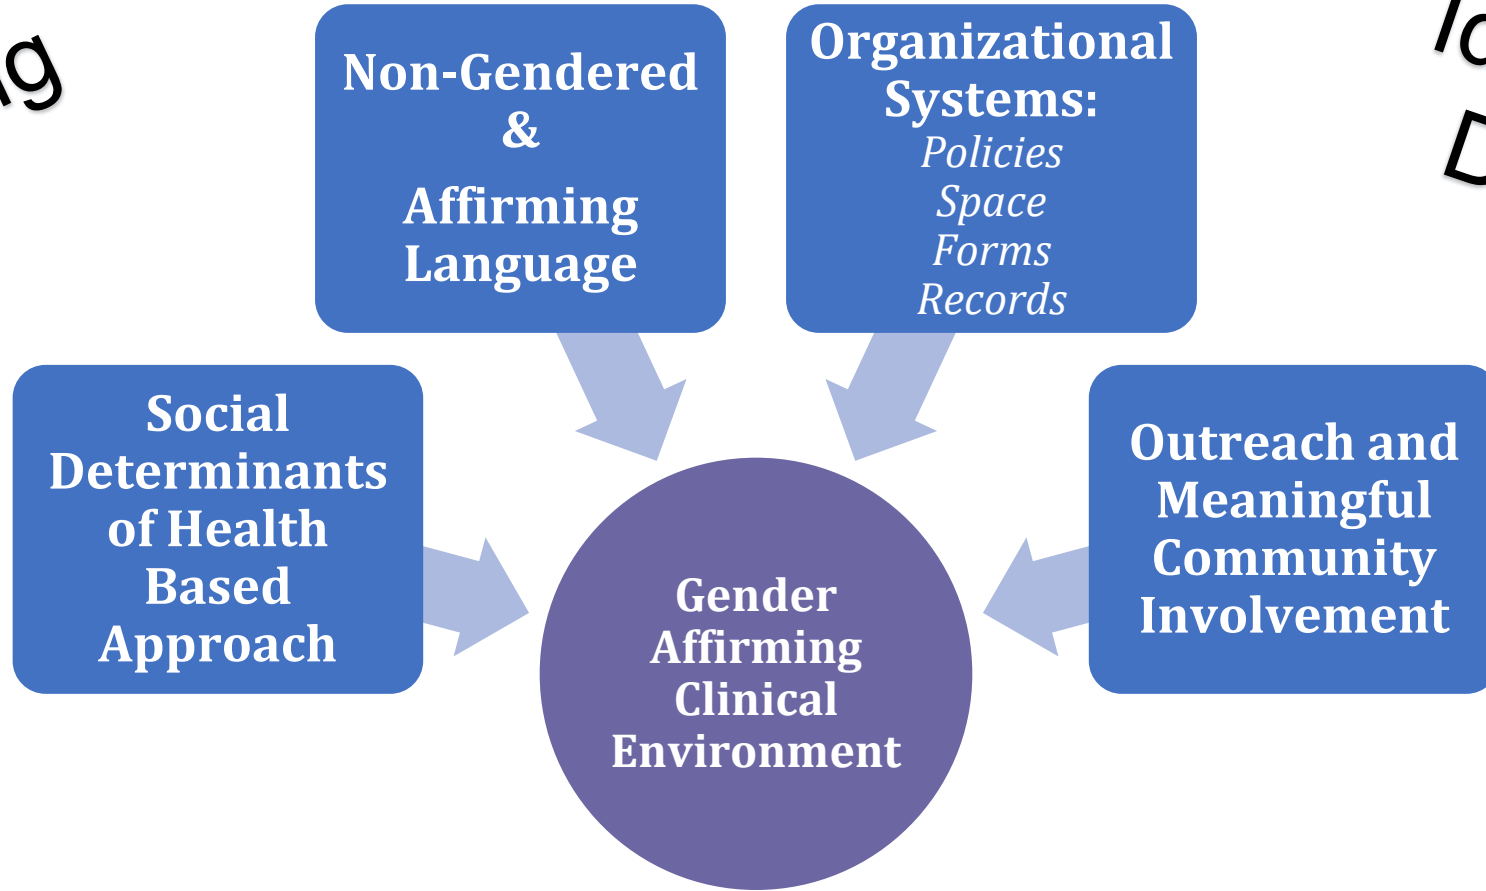 Non-Gendered
&
Affirming
Language
Organizational
Systems:
Policies
Space
Forms
Records
Social
Determinants
of Health
Based
Approach
Outreach and
Meaningful
Community
Involvement
Gender
Affirming
Clinical
Environment